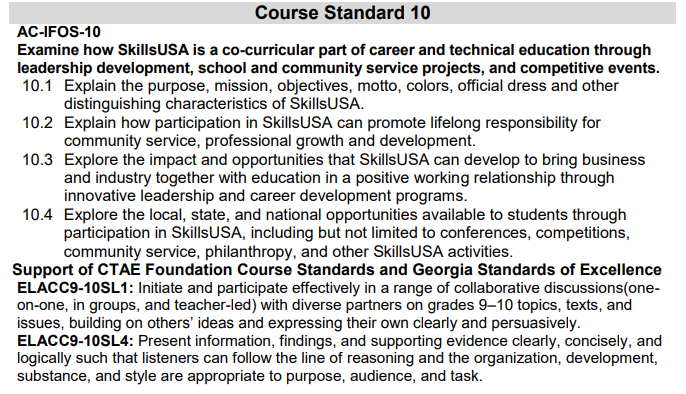 Course Standard 10
AC-IFOS-10
Examine how SkillsUSA is a co-curricular part of career and technical education through
leadership development, school and community service projects, and competitive events.
10.1 Explain the purpose, mission, objectives, motto, colors, official dress and other
distinguishing characteristics of SkillsUSA.
10.2 Explain how participation in SkillsUSA can promote lifelong responsibility for
community service, professional growth and development.
10.3 Explore the impact and opportunities that SkillsUSA can develop to bring business
and industry together with education in a positive working relationship through
innovative leadership and career development programs.
10.4 Explore the local, state, and national opportunities available to students through
participation in SkillsUSA, including but not limited to conferences, competitions,
community service, philanthropy, and other SkillsUSA activities.
Support of CTAE Foundation Course Standards and Georgia Standards of Excellence
ELACC9-10SL1: Initiate and participate effectively in a range of collaborative discussions(one-
on-one, in groups, and teacher-led) with diverse partners on grades 9–10 topics, texts, and
issues, building on others’ ideas and expressing their own clearly and persuasively.
ELACC9-10SL4: Present information, findings, and supporting evidence clearly, concisely, and
logically such that listeners can follow the line of reasoning and the organization, development,
substance, and style are appropriate to purpose, audience, and task.